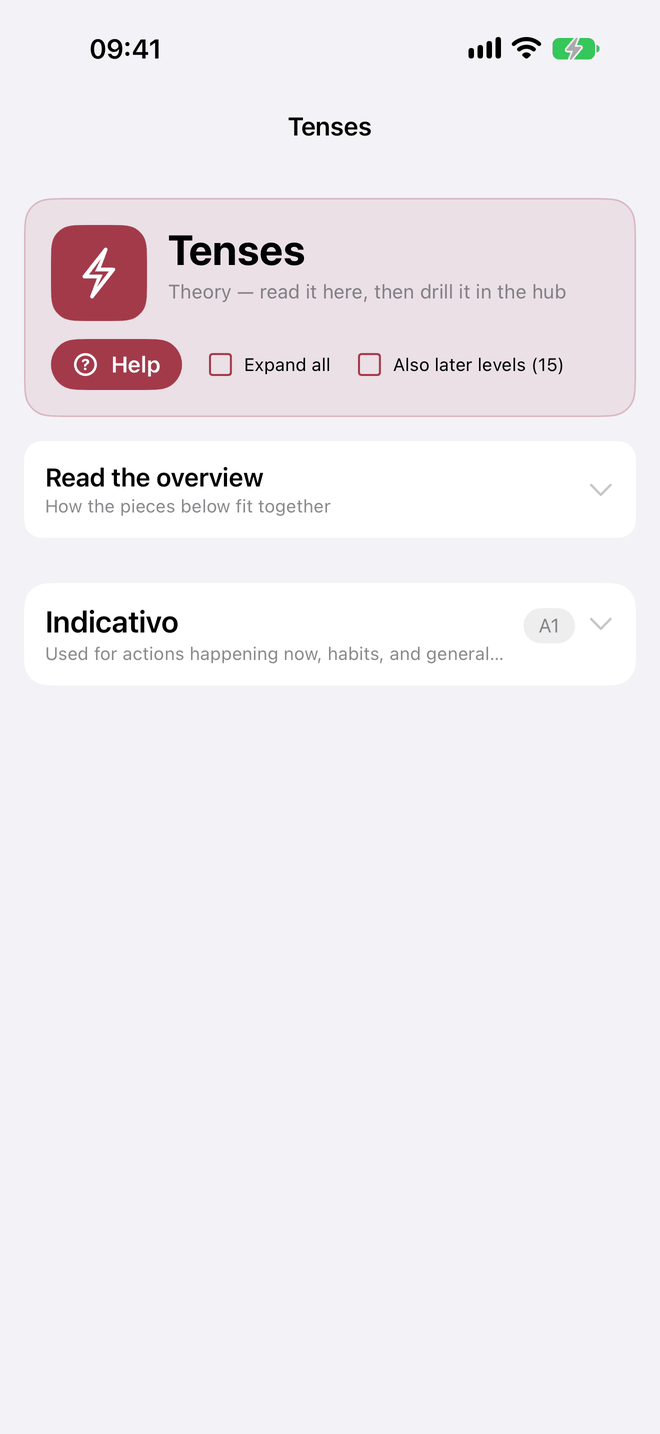 09:41
Tenses
Tenses
Theory — read it here, then drill it in the hub
Help
Expand all
Also later levels (15)
Read the overview
How the pieces below fit together
Indicativo
A1
Used for actions happening now, habits, and general...